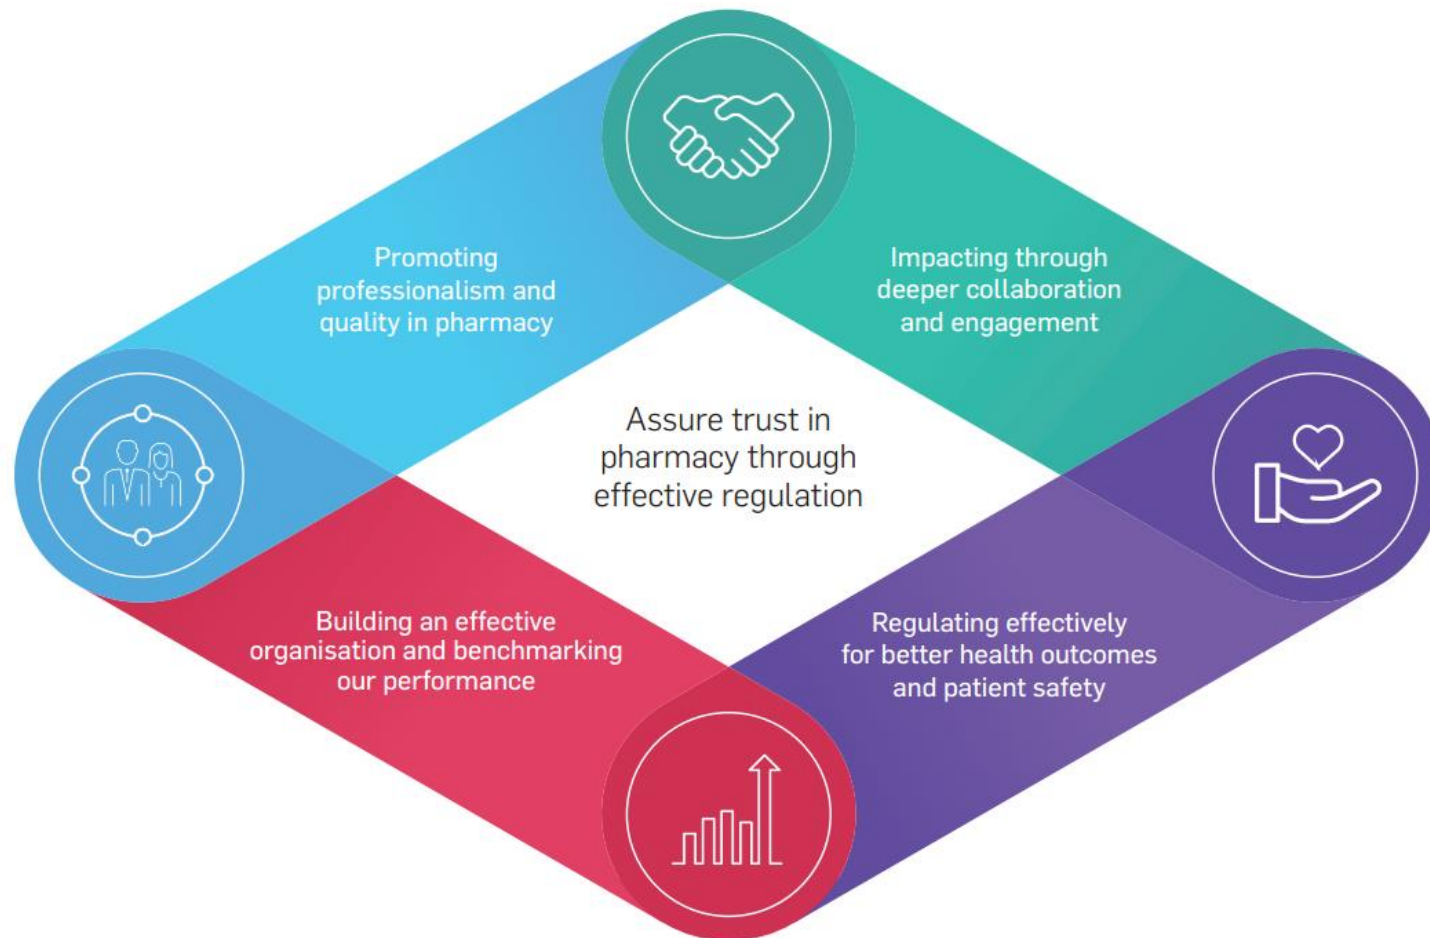 Promoting
professionalism and
quality in pharmacy
Impacting through
deeper collaboration
and engagement
Assure trust in
pharmacy through
effective regulation
Building an effective
organisation and benchmarking
our performance
Regulating effectively
for better health outcomes
and patient safety